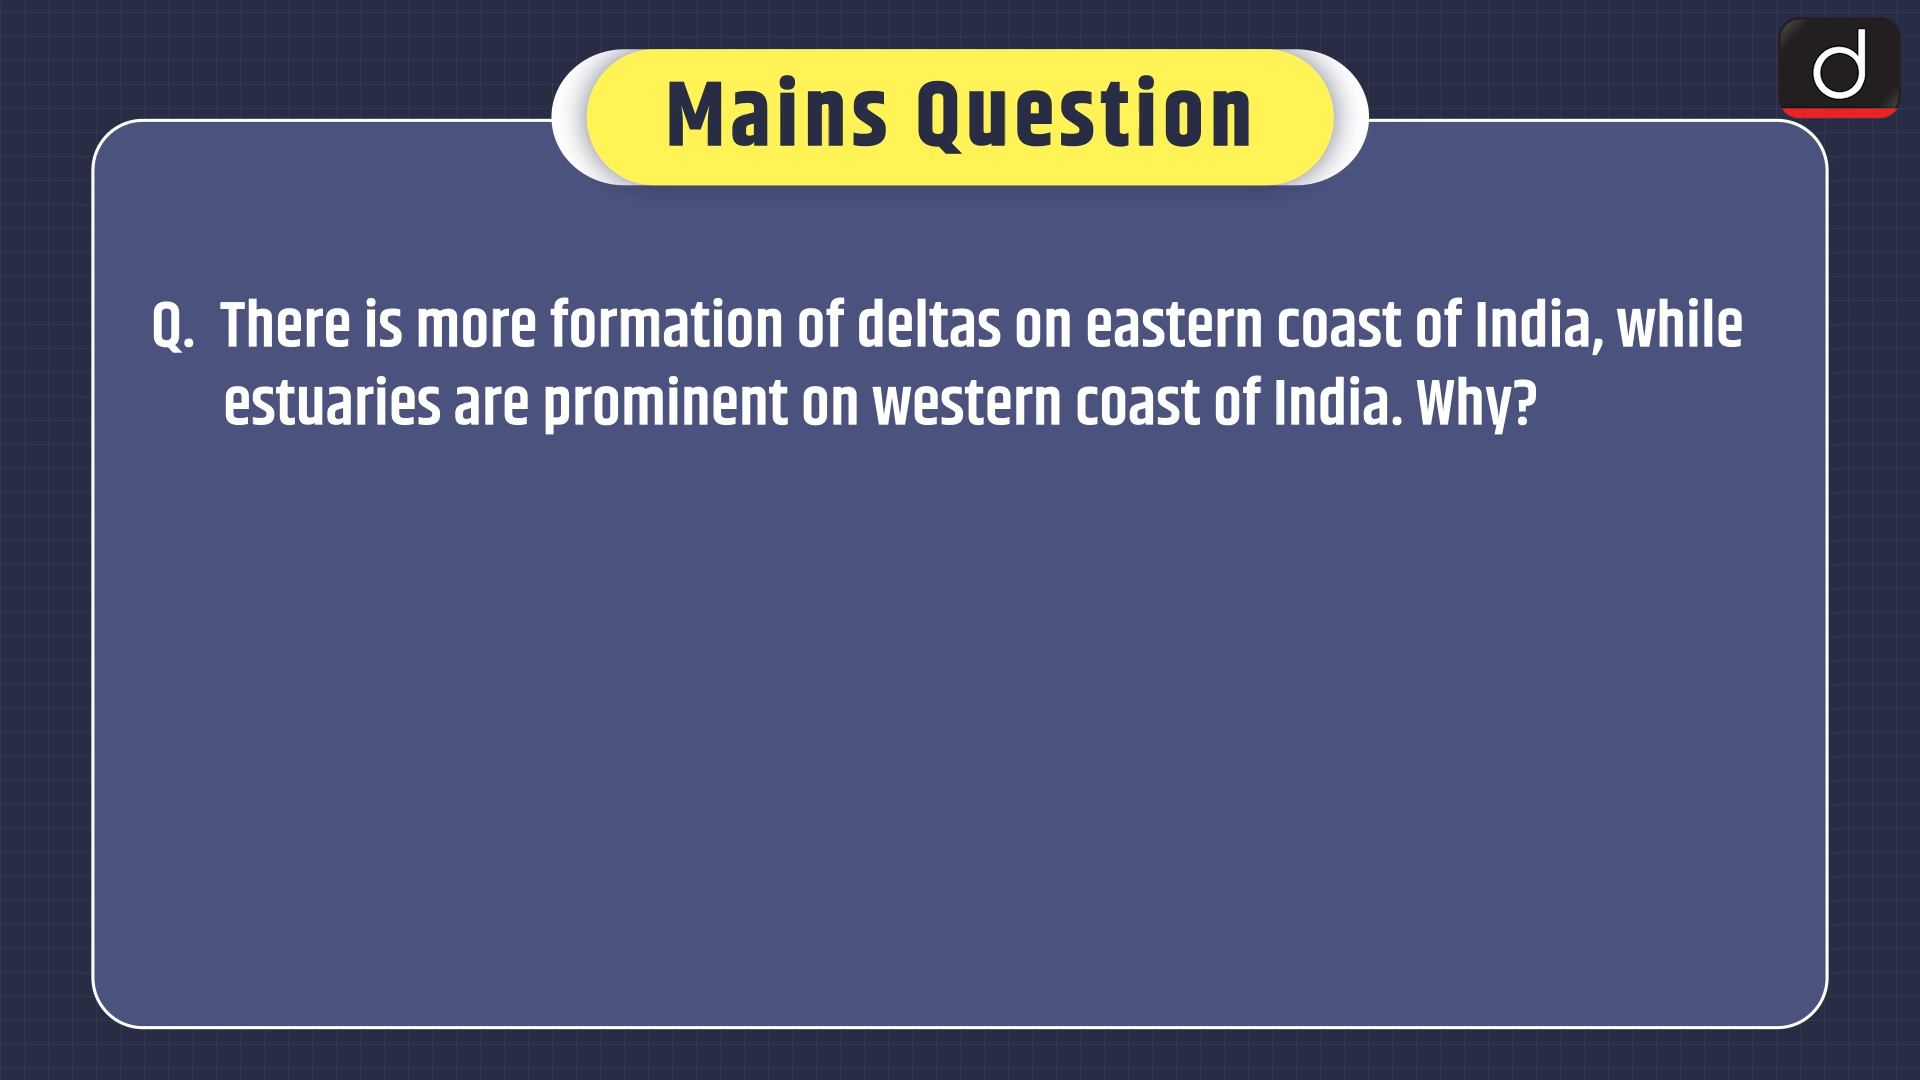 d
Mains Question
Q. There is more formation of deltas on eastern coast of India, while
estuaries are prominent on western coast of India. Why?